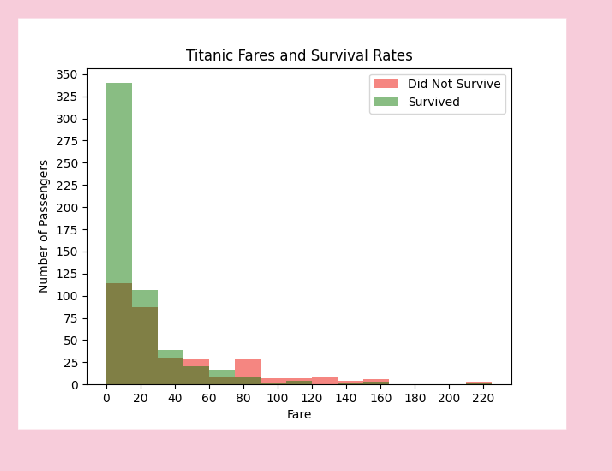 Titanic Fares and Survival Rates
350
325
300
275
250
225
200
175
150
125
100
75
50
25
0
Number of Passengers
Did Not Survive
Survived
0 20 40 60 80 100 120 140 160 180 200 220
Fare